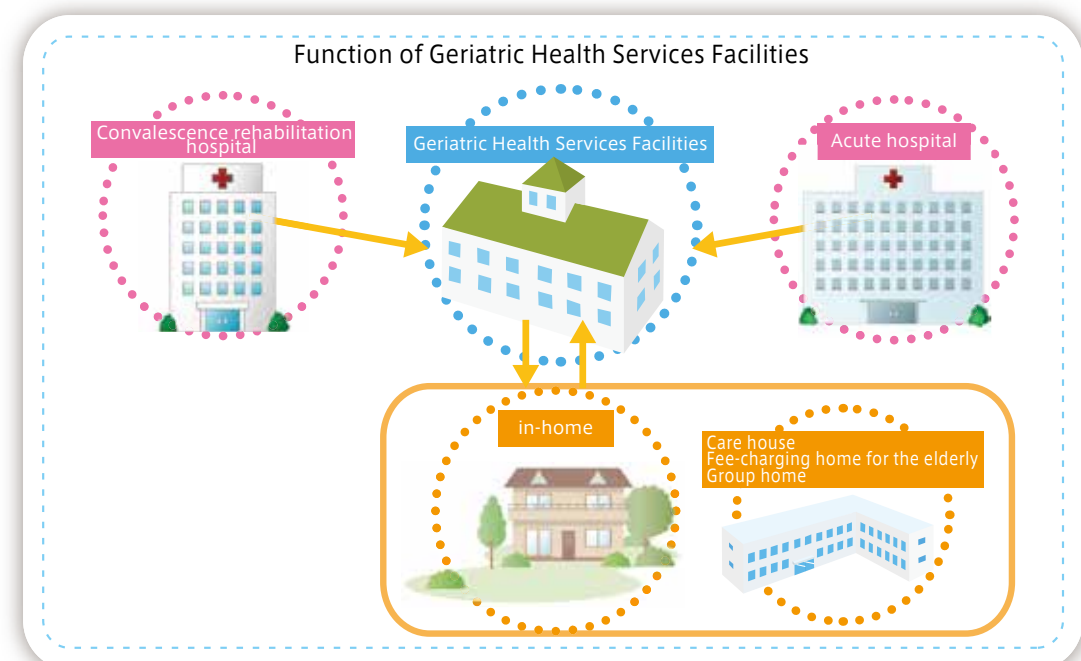 Function of Geriatric Health Services Facilities
Convalescence rehabilitation
hospital
Geriatric Health Services Facilities
Acute hospital
in-home
Care house
Fee-charging home for the elderly
Group home